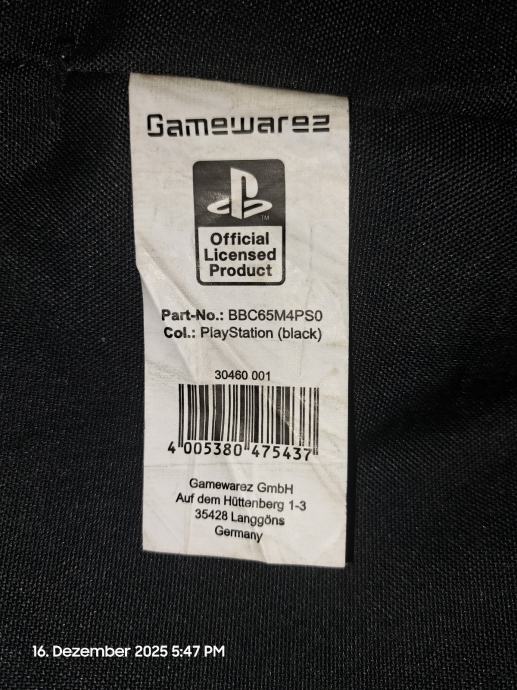 Gamewarez
TM
Official
Licensed
Product
Part-No.: BBC65M4PS0
Col.: PlayStation (black)
30460 001
4 005380 475437
Gamewarez GmbH
Auf dem Hüttenberg 1-3
35428 Langgöns
Germany
16. Dezember 2025 5:47 PM